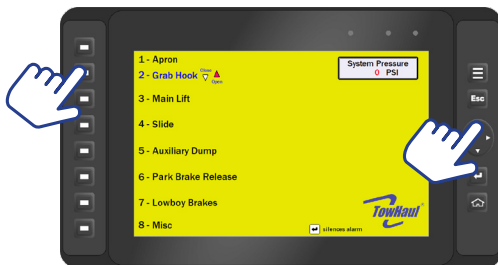 1 - Apron
2 - Grab Hook Close Open
3 - Main Lift
4 - Slide
5 - Auxiliary Dump
6 - Park Brake Release
7 - Lowboy Brakes
8 - Misc
System Pressure
0 PSI
TowHaul®
silences alarm
Esc